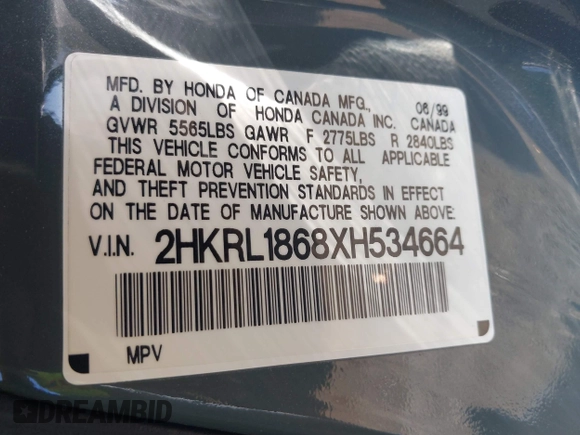 MFD. BY HONDA OF CANADA MFG., 06/99
A DIVISION OF HONDA CANADA INC. CANADA
GVWR 5565LBS GAWR F 2775LBS R 2840LBS
THIS VEHICLE CONFORMS TO ALL APPLICABLE
FEDERAL MOTOR VEHICLE SAFETY,
AND THEFT PREVENTION STANDARDS IN EFFECT
ON THE DATE OF MANUFACTURE SHOWN ABOVE:
V.I.N. 2HKRL1868XH534664
MPV
DREAMBID